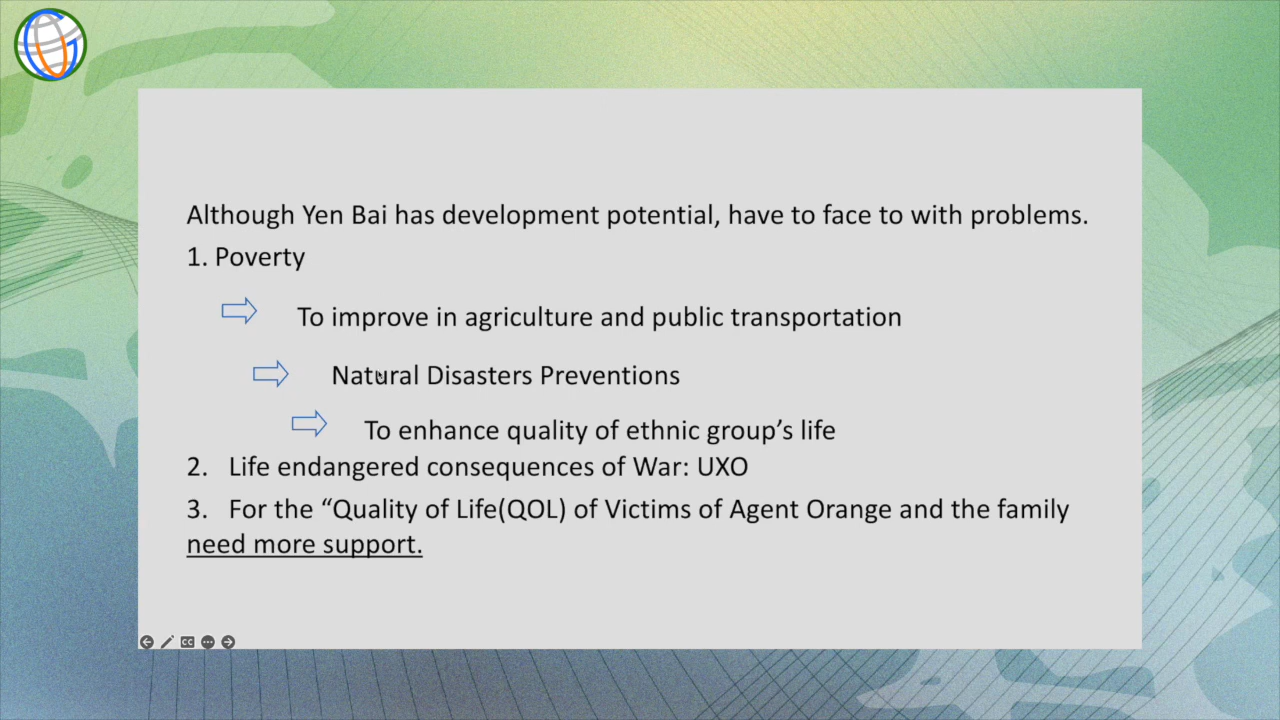 Although Yen Bai has development potential, have to face to with problems.
1. Poverty
To improve in agriculture and public transportation
Natural Disasters Preventions
To enhance quality of ethnic group’s life
2. Life endangered consequences of War: UXO
3. For the “Quality of Life(QOL) of Victims of Agent Orange and the family
need more support.
CC